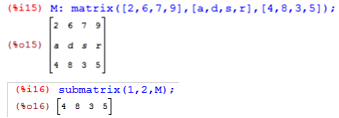 (%i15) M: matrix([2,6,7,9],[a,d,s,r],[4,8,3,5]);
2 6 7 9
(%o15) a d s r
4 8 3 5
(%i16) submatrix(1,2,M);
(%o16) [4 8 3 5]